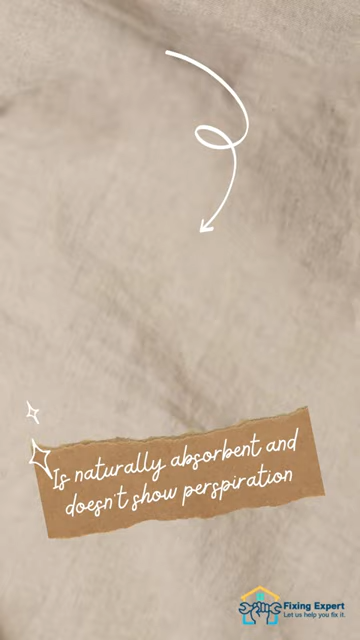 Is naturally absorbent and
doesn't show perspiration
Fixing Expert
Let us help you fix it.